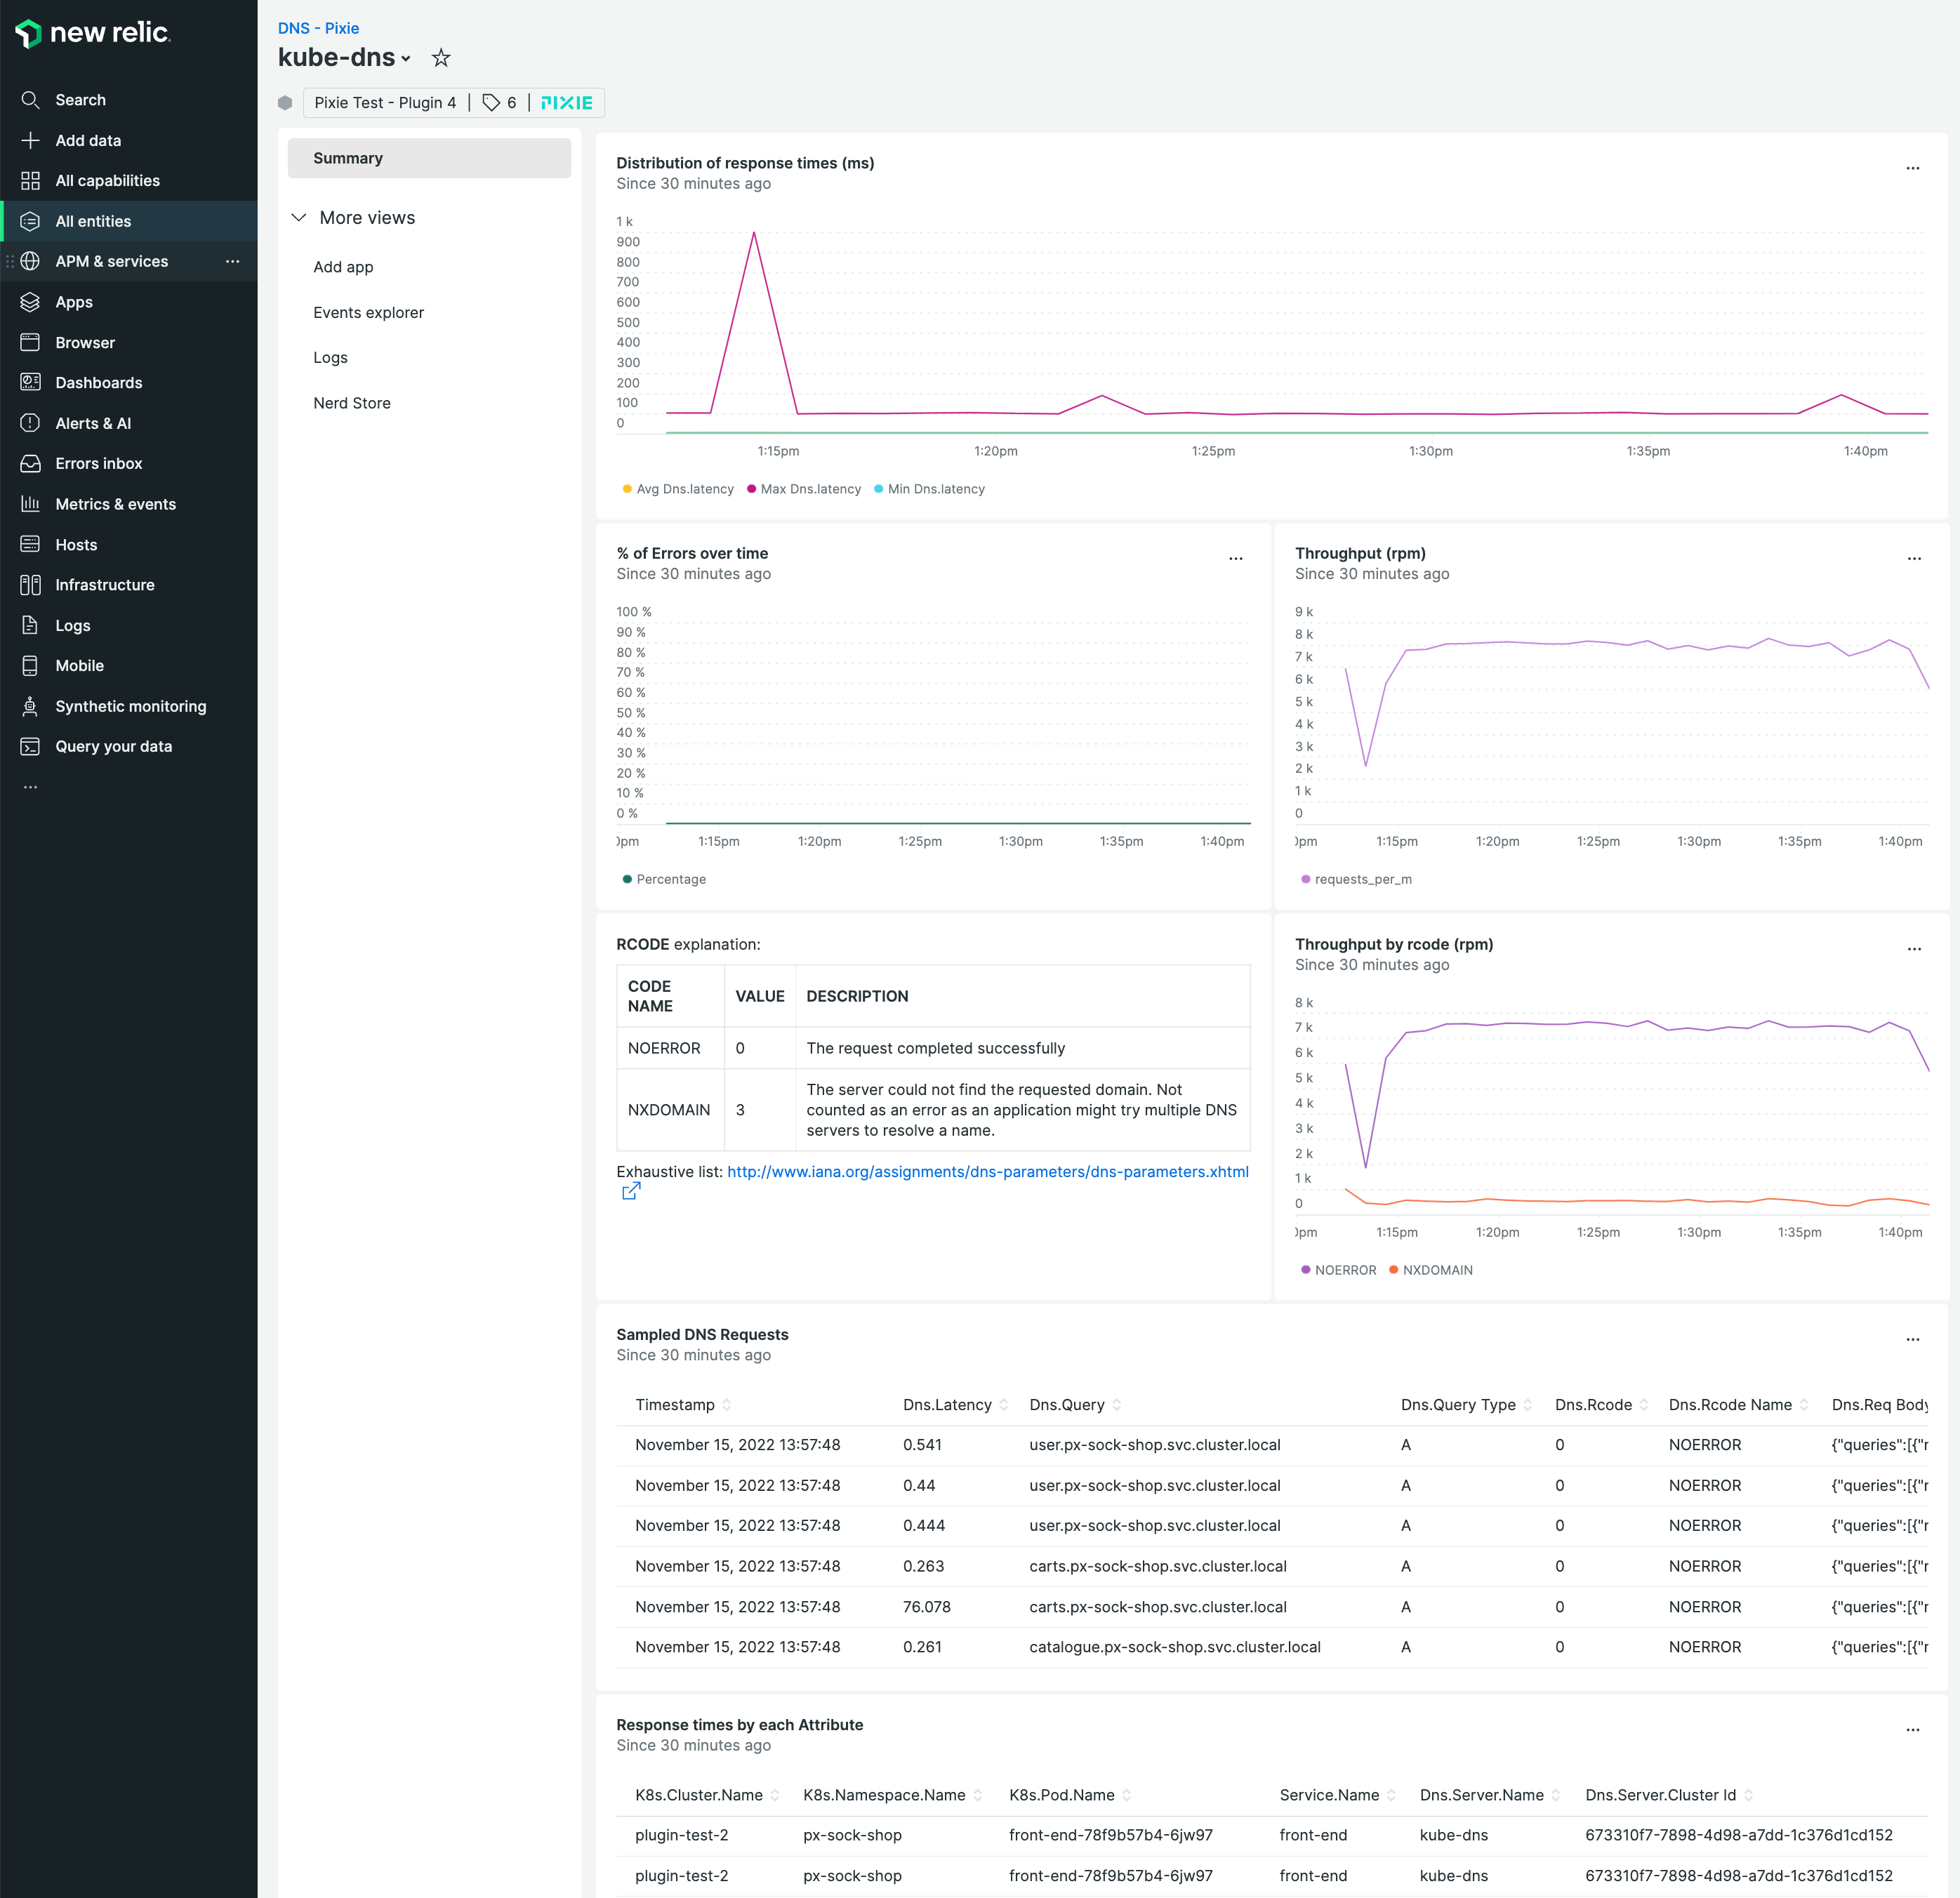 new relic.
Search
Add data
All capabilities
All entities
APM & services
...
Apps
Browser
Dashboards
Alerts & AI
Errors inbox
Metrics & events
Hosts
Infrastructure
Logs
Mobile
Synthetic monitoring
Query your data
...
DNS - Pixie
kube-dns
Pixie Test - Plugin 4 | 6 | PIXIE
Summary
More views
Add app
Events explorer
Logs
Nerd Store
Distribution of response times (ms)
...
Since 30 minutes ago
1 k
900
800
700
600
500
400
300
200
100
0
1:15pm 1:20pm 1:25pm 1:30pm 1:35pm 1:40pm
Avg Dns.latency Max Dns.latency Min Dns.latency
% of Errors over time
...
Since 30 minutes ago
100 %
90 %
80 %
70 %
60 %
50 %
40 %
30 %
20 %
10 %
0 %
0pm 1:15pm 1:20pm 1:25pm 1:30pm 1:35pm 1:40pm
Percentage
Throughput (rpm)
...
Since 30 minutes ago
9 k
8 k
7 k
6 k
5 k
4 k
3 k
2 k
1 k
0
0pm 1:15pm 1:20pm 1:25pm 1:30pm 1:35pm 1:40pm
requests_per_m
RCODE explanation:
CODE NAME VALUE DESCRIPTION
NOERROR 0 The request completed successfully
NXDOMAIN 3 The server could not find the requested domain. Not
counted as an error as an application might try multiple DNS
servers to resolve a name.
Exhaustive list: http://www.iana.org/assignments/dns-parameters/dns-parameters.xhtml
Throughput by rcode (rpm)
...
Since 30 minutes ago
8 k
7 k
6 k
5 k
4 k
3 k
2 k
1 k
0
0pm 1:15pm 1:20pm 1:25pm 1:30pm 1:35pm 1:40pm
NOERROR NXDOMAIN
Sampled DNS Requests
...
Since 30 minutes ago
Timestamp Dns.Latency Dns.Query Dns.Query Type Dns.Rcode Dns.Rcode Name Dns.Req Body
November 15, 2022 13:57:48 0.541 user.px-sock-shop.svc.cluster.local A 0 NOERROR {"queries":[{"n
November 15, 2022 13:57:48 0.44 user.px-sock-shop.svc.cluster.local A 0 NOERROR {"queries":[{"n
November 15, 2022 13:57:48 0.444 user.px-sock-shop.svc.cluster.local A 0 NOERROR {"queries":[{"n
November 15, 2022 13:57:48 0.263 carts.px-sock-shop.svc.cluster.local A 0 NOERROR {"queries":[{"n
November 15, 2022 13:57:48 76.078 carts.px-sock-shop.svc.cluster.local A 0 NOERROR {"queries":[{"n
November 15, 2022 13:57:48 0.261 catalogue.px-sock-shop.svc.cluster.local A 0 NOERROR {"queries":[{"n
Response times by each Attribute
...
Since 30 minutes ago
K8s.Cluster.Name K8s.Namespace.Name K8s.Pod.Name Service.Name Dns.Server.Name Dns.Server.Cluster Id
plugin-test-2 px-sock-shop front-end-78f9b57b4-6jw97 front-end kube-dns 673310f7-7898-4d98-a7dd-1c376d1cd152
plugin-test-2 px-sock-shop front-end-78f9b57b4-6jw97 front-end kube-dns 673310f7-7898-4d98-a7dd-1c376d1cd152